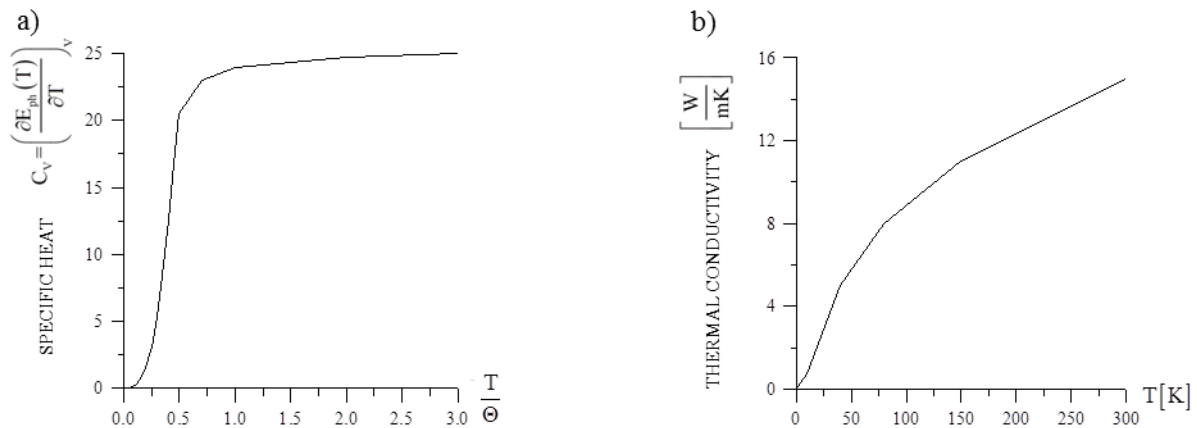 a)
C_V = (∂E_ph(T)/∂T)_V
SPECIFIC HEAT
25
20
15
10
5
0
0.0 0.5 1.0 1.5 2.0 2.5 3.0
T/Θ
b)
[W/mK]
THERMAL CONDUCTIVITY
16
12
8
4
0
0 50 100 150 200 250 300
T[K]